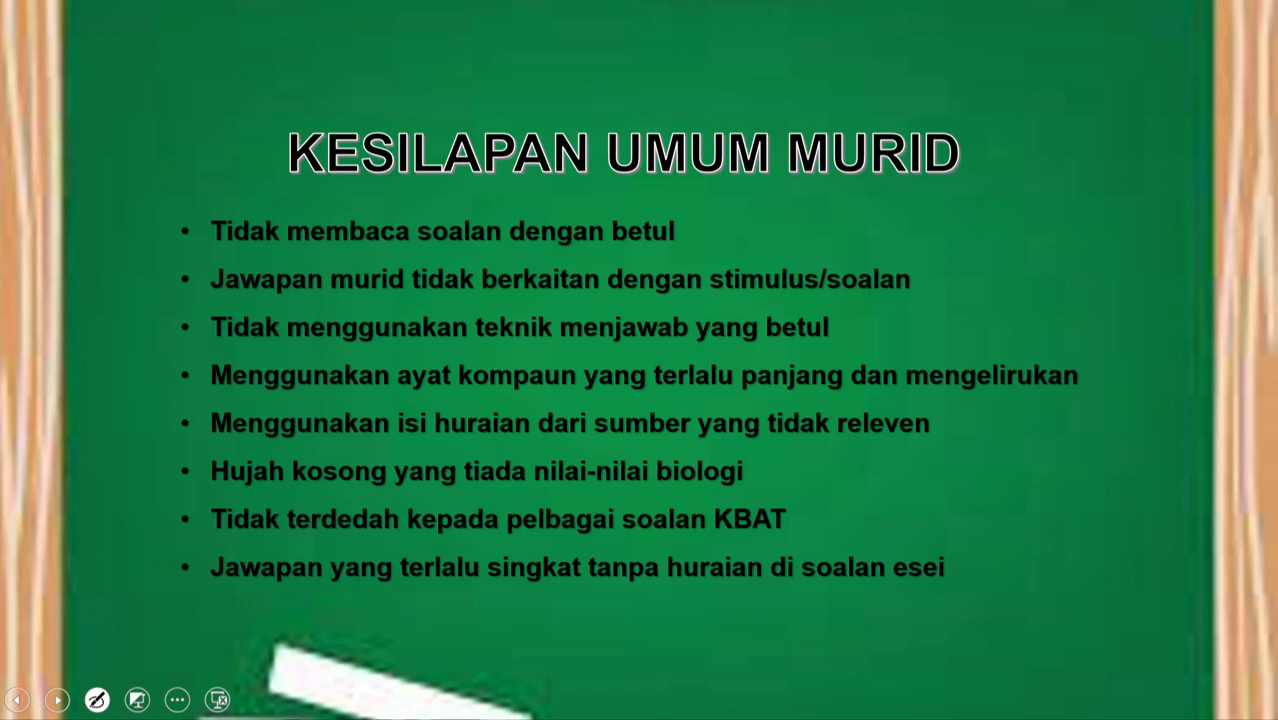 KESILAPAN UMUM MURID
• Tidak membaca soalan dengan betul
• Jawapan murid tidak berkaitan dengan stimulus/soalan
• Tidak menggunakan teknik menjawab yang betul
• Menggunakan ayat kompaun yang terlalu panjang dan mengelirukan
• Menggunakan isi huraian dari sumber yang tidak releven
• Hujah kosong yang tiada nilai-nilai biologi
• Tidak terdedah kepada pelbagai soalan KBAT
• Jawapan yang terlalu singkat tanpa huraian di soalan esei